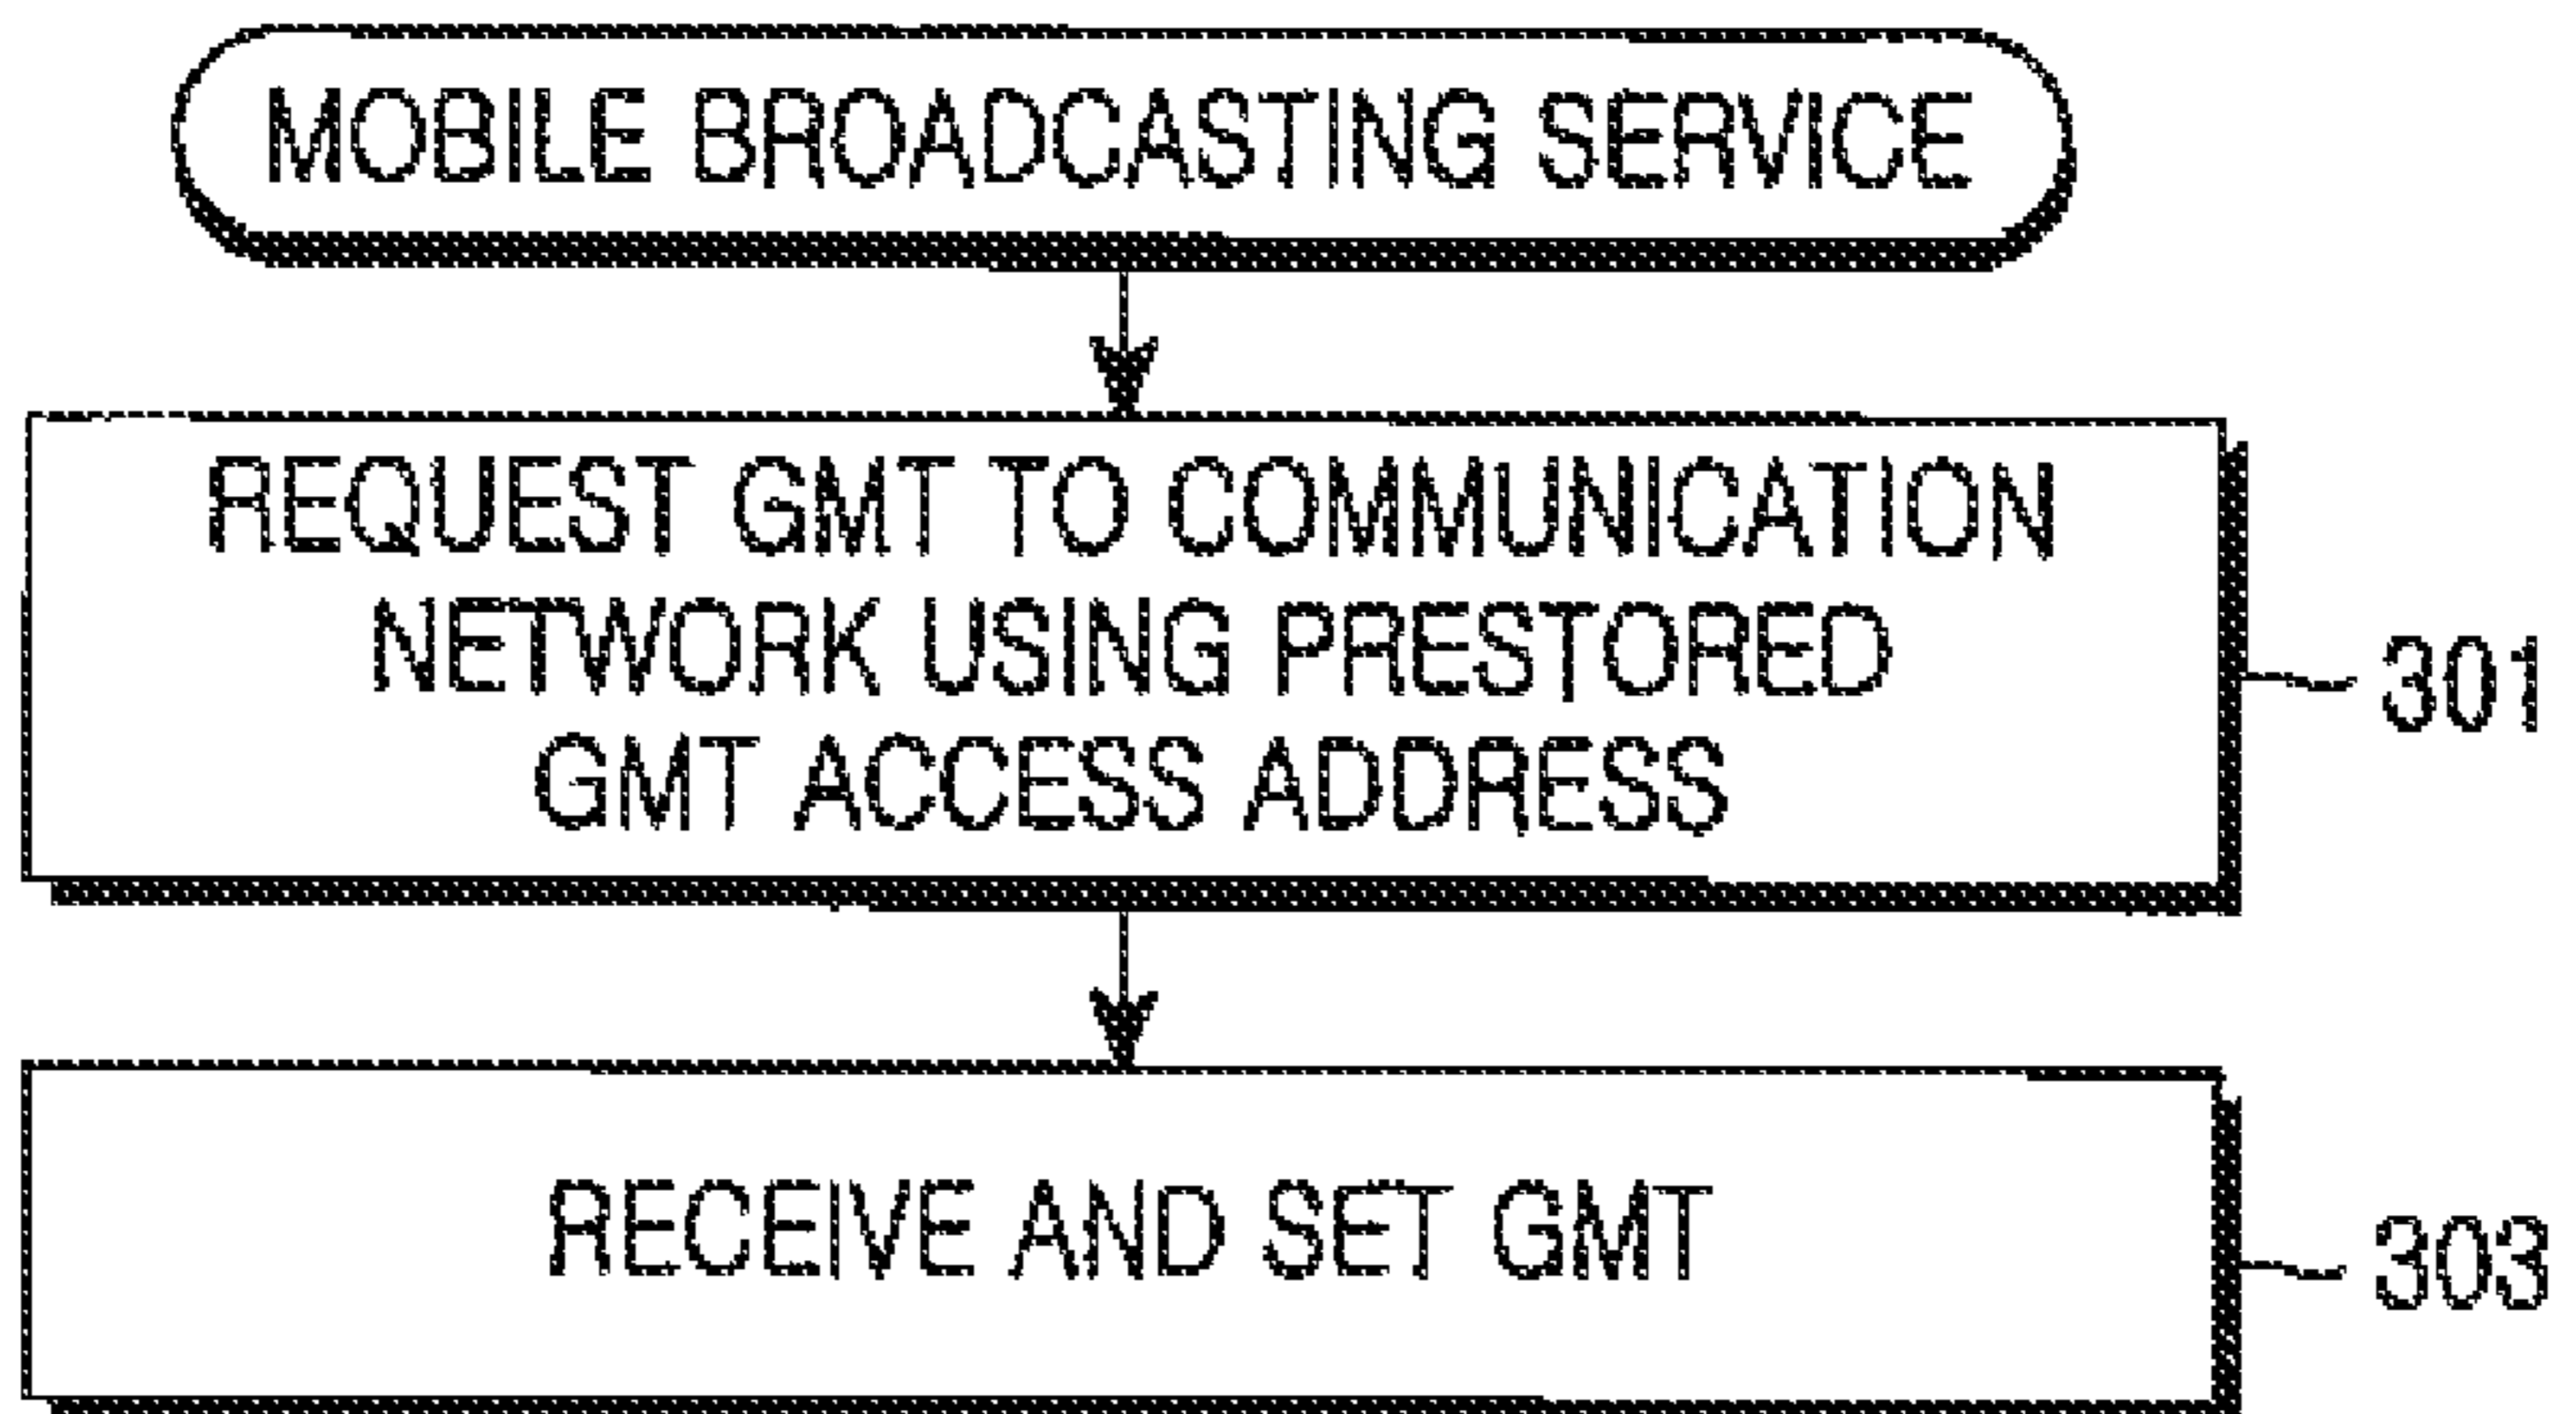 MOBILE BROADCASTING SERVICE
REQUEST GMT TO COMMUNICATION
NETWORK USING PRESTORED
GMT ACCESS ADDRESS
301
RECEIVE AND SET GMT
303